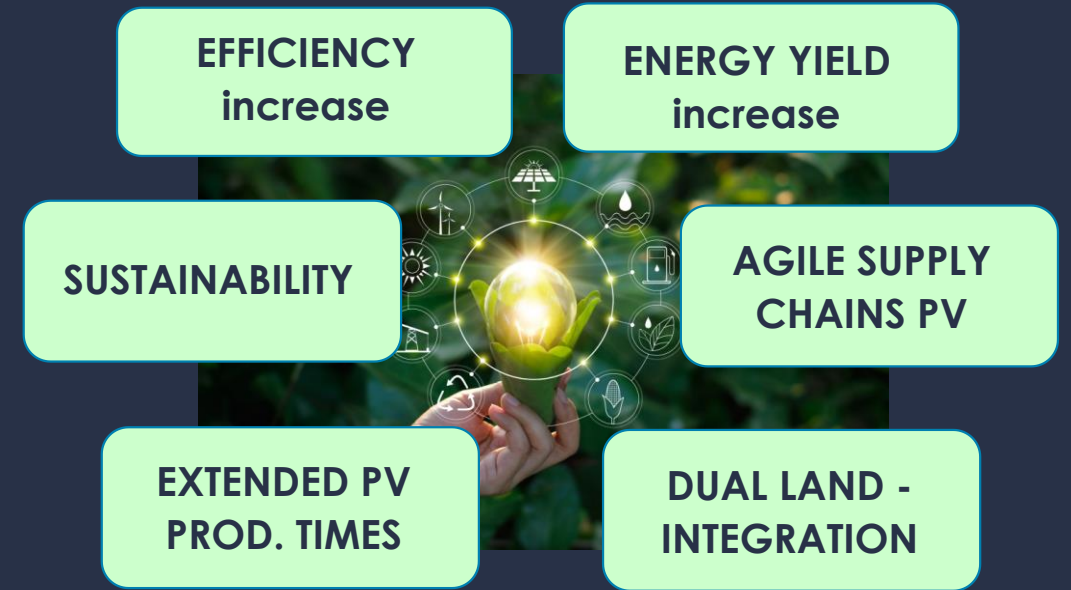 EFFICIENCY
increase
ENERGY YIELD
increase
SUSTAINABILITY
AGILE SUPPLY
CHAINS PV
EXTENDED PV
PROD. TIMES
DUAL LAND -
INTEGRATION